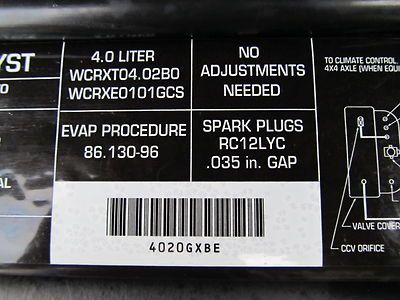 YST
4.0 LITER
WCRXT04.02B0
WCRXE0101GCS
NO
ADJUSTMENTS
NEEDED
EVAP PROCEDURE
86.130-96
SPARK PLUGS
RC12LYC
.035 in. GAP
4020GXBE
TO CLIMATE CONTROL,
4X4 AXLE (WHEN EQUI
VALVE COVER
CCV ORIFICE